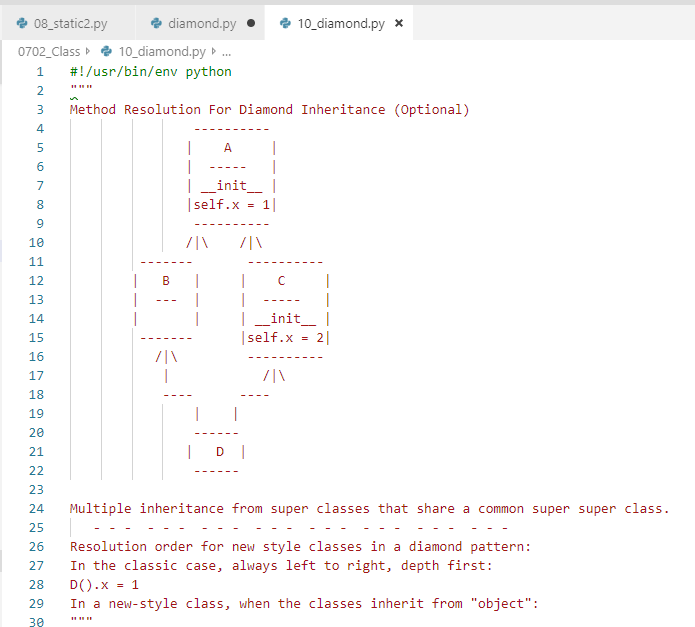 08_static2.py diamond.py ● 10_diamond.py ×
0702_Class > 10_diamond.py > ...
1 #!/usr/bin/env python
2 """
3 Method Resolution For Diamond Inheritance (Optional)
4                 ----------
5                |    A     |
6                |  -----   |
7                | __init__ |
8                |self.x = 1|
9                 ----------
10                /|\    /|\
11          -------       ----------
12         |   B   |     |    C     |
13         |  ---  |     |  -----   |
14         |       |     | __init__ |
15          -------      |self.x = 2|
16            /|\         ----------
17             |            /|\
18             ----      ----
19                 |    |
20                 ------
21                |   D  |
22                 ------
23
24 Multiple inheritance from super classes that share a common super super class.
25    - - -  - - -  - - -  - - -  - - -  - - -  - - -  - - -
26 Resolution order for new style classes in a diamond pattern:
27 In the classic case, always left to right, depth first:
28 D().x = 1
29 In a new-style class, when the classes inherit from "object":
30 """